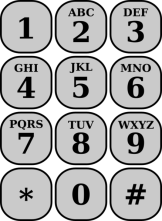 ABC DEF
1 2 3
GHI JKL MNO
4 5 6
PQRS TUV WXYZ
7 8 9
* 0 #